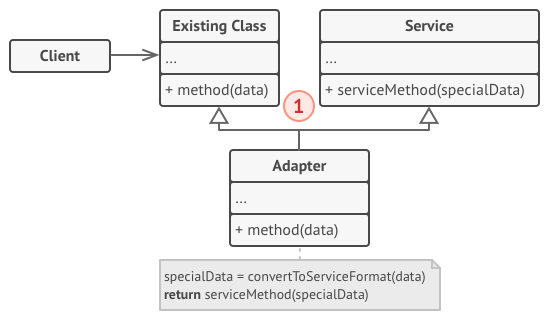 Client
Existing Class
...
+ method(data)
Service
...
+ serviceMethod(specialData)
1
Adapter
...
+ method(data)
specialData = convertToServiceFormat(data)
return serviceMethod(specialData)